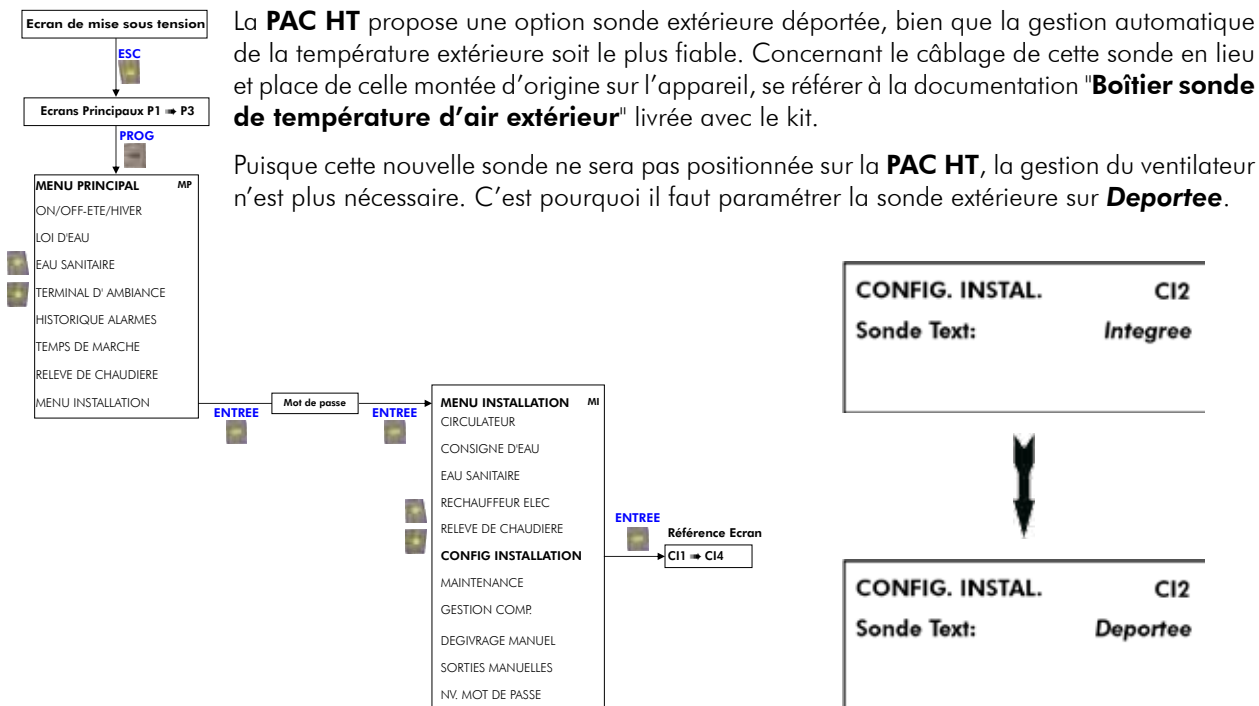 Ecran de mise sous tension
ESC
Ecrans Principaux P1 ➠ P3
PROG
MENU PRINCIPAL MP
ON/OFF-ETE/HIVER
LOI D'EAU
EAU SANITAIRE
TERMINAL D' AMBIANCE
HISTORIQUE ALARMES
TEMPS DE MARCHE
RELEVE DE CHAUDIERE
MENU INSTALLATION
La PAC HT propose une option sonde extérieure déportée, bien que la gestion automatique
de la température extérieure soit le plus fiable. Concernant le câblage de cette sonde en lieu
et place de celle montée d'origine sur l'appareil, se référer à la documentation "Boîtier sonde
de température d'air extérieur" livrée avec le kit.
Puisque cette nouvelle sonde ne sera pas positionnée sur la PAC HT, la gestion du ventilateur
n'est plus nécessaire. C'est pourquoi il faut paramétrer la sonde extérieure sur Deportee.
ENTREE
Mot de passe
ENTREE
MENU INSTALLATION MI
CIRCULATEUR
CONSIGNE D'EAU
EAU SANITAIRE
RECHAUFFEUR ELEC
RELEVE DE CHAUDIERE
CONFIG INSTALLATION
MAINTENANCE
GESTION COMP.
DEGIVRAGE MANUEL
SORTIES MANUELLES
NV. MOT DE PASSE
ENTREE
Référence Ecran
CI1 ➠ CI4
CONFIG. INSTAL. CI2
Sonde Text: Integree
CONFIG. INSTAL. CI2
Sonde Text: Deportee